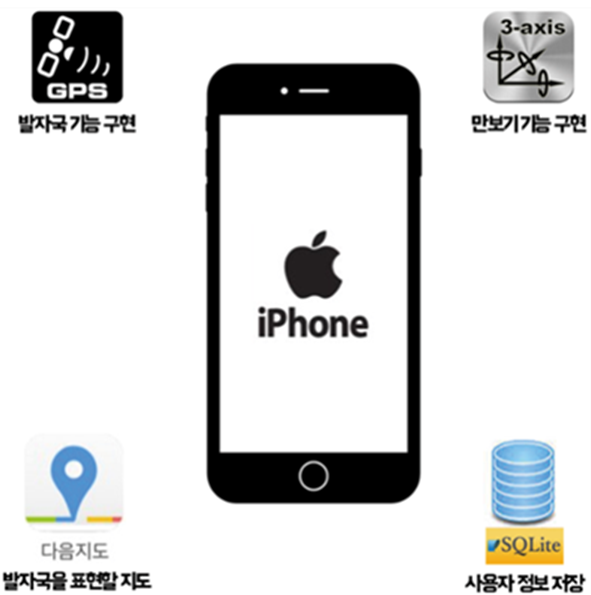 GPS
발자국 기능 구현
3-axis
만보기 기능 구현
iPhone
다음지도
발자국을 표현할 지도
SQLite
사용자 정보 저장